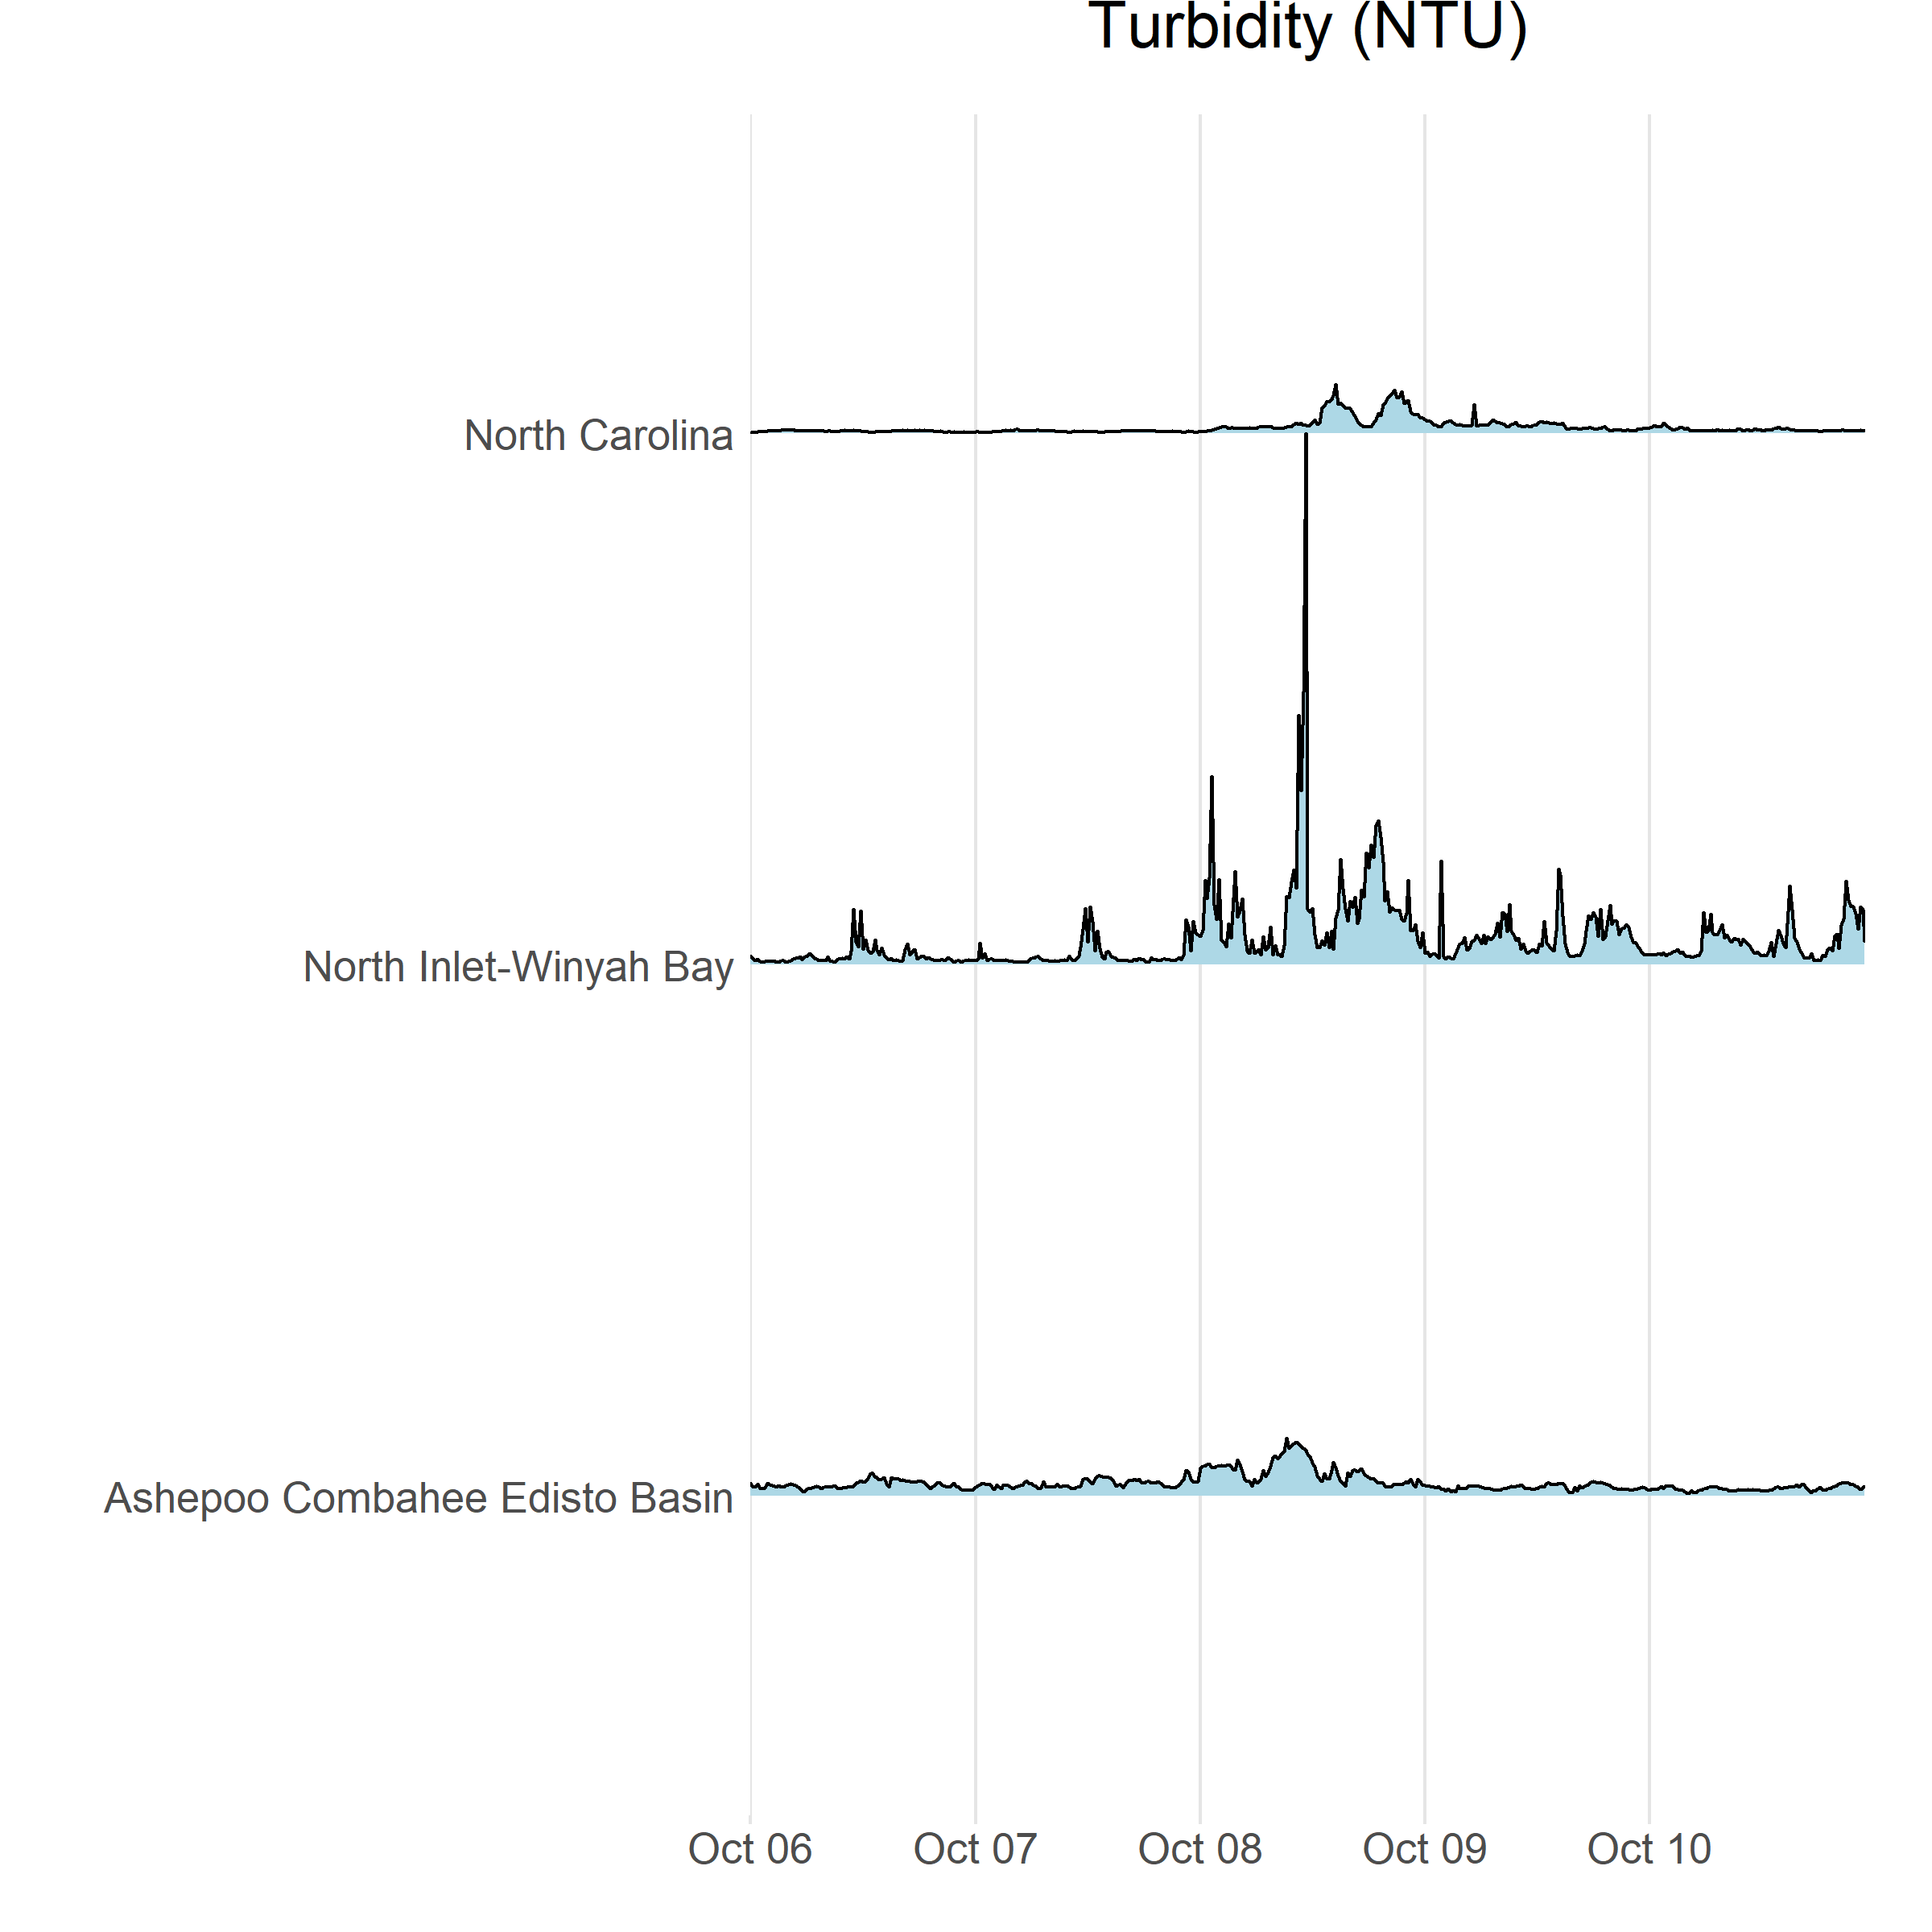 Turbidity (NTU)
North Carolina
North Inlet-Winyah Bay
Ashepoo Combahee Edisto Basin
Oct 06 Oct 07 Oct 08 Oct 09 Oct 10